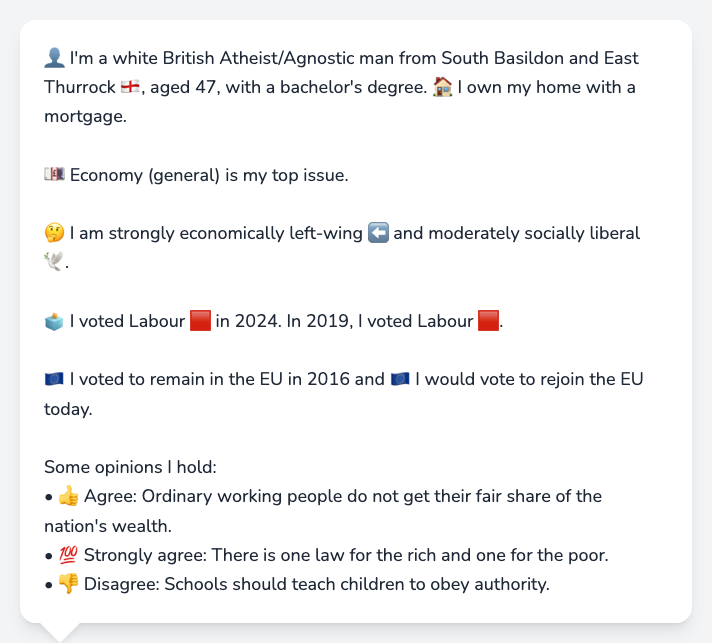 👤 I'm a white British Atheist/Agnostic man from South Basildon and East
Thurrock 🏴󠁧󠁢󠁥󠁮󠁧󠁿, aged 47, with a bachelor's degree. 🏠 I own my home with a
mortgage.
💷 Economy (general) is my top issue.
🤔 I am strongly economically left-wing ⬅️ and moderately socially liberal
🕊️.
🗳️ I voted Labour 🟥 in 2024. In 2019, I voted Labour 🟥.
🇪🇺 I voted to remain in the EU in 2016 and 🇪🇺 I would vote to rejoin the EU
today.
Some opinions I hold:
• 👍 Agree: Ordinary working people do not get their fair share of the
nation's wealth.
• 💯 Strongly agree: There is one law for the rich and one for the poor.
• 👎 Disagree: Schools should teach children to obey authority.